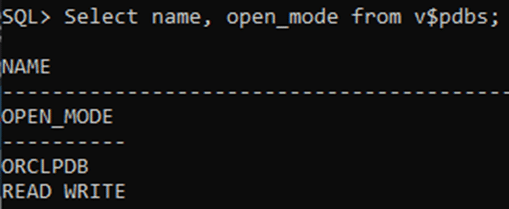 SQL> Select name, open_mode from v$pdbs;
NAME
--------------------------------------------------
OPEN_MODE
----------
ORCLPDB
READ WRITE